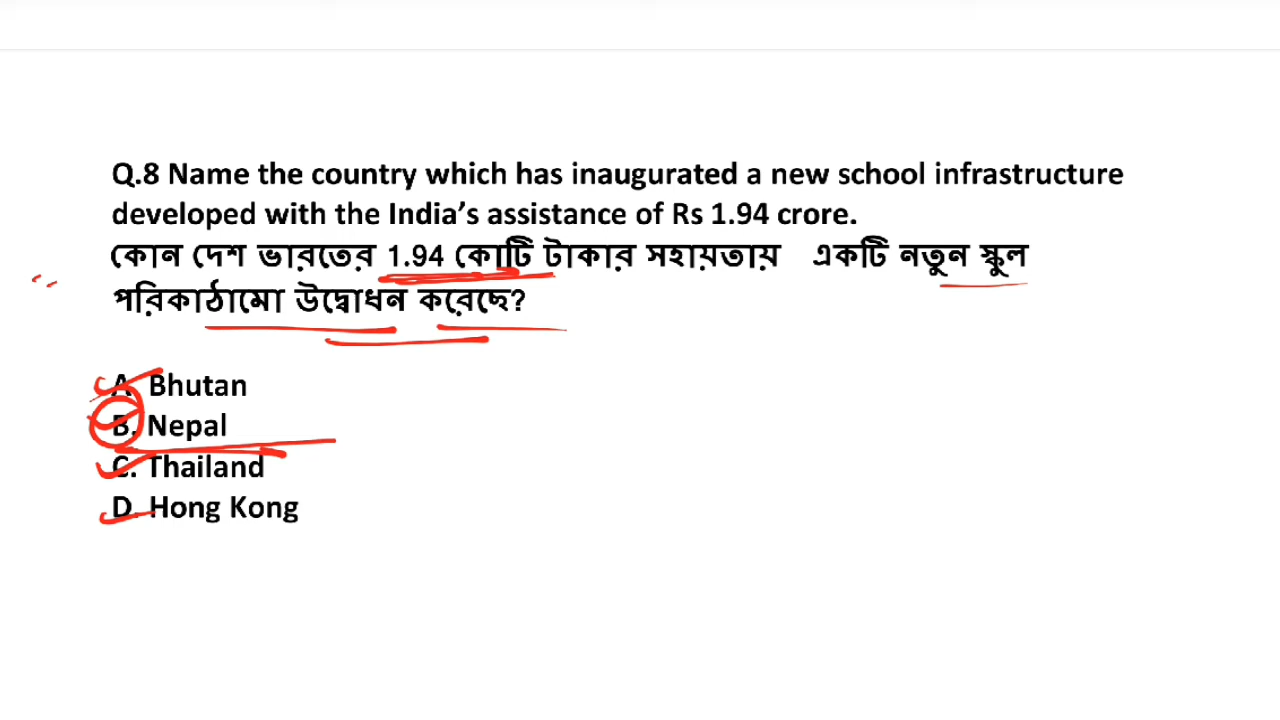 Q.8 Name the country which has inaugurated a new school infrastructure
developed with the India’s assistance of Rs 1.94 crore.
কোন দেশ ভারতের 1.94 কোটি টাকার সহায়তায় একটি নতুন স্কুল
পরিকাঠামো উদ্বোধন করেছে?
A. Bhutan
B. Nepal
C. Thailand
D. Hong Kong